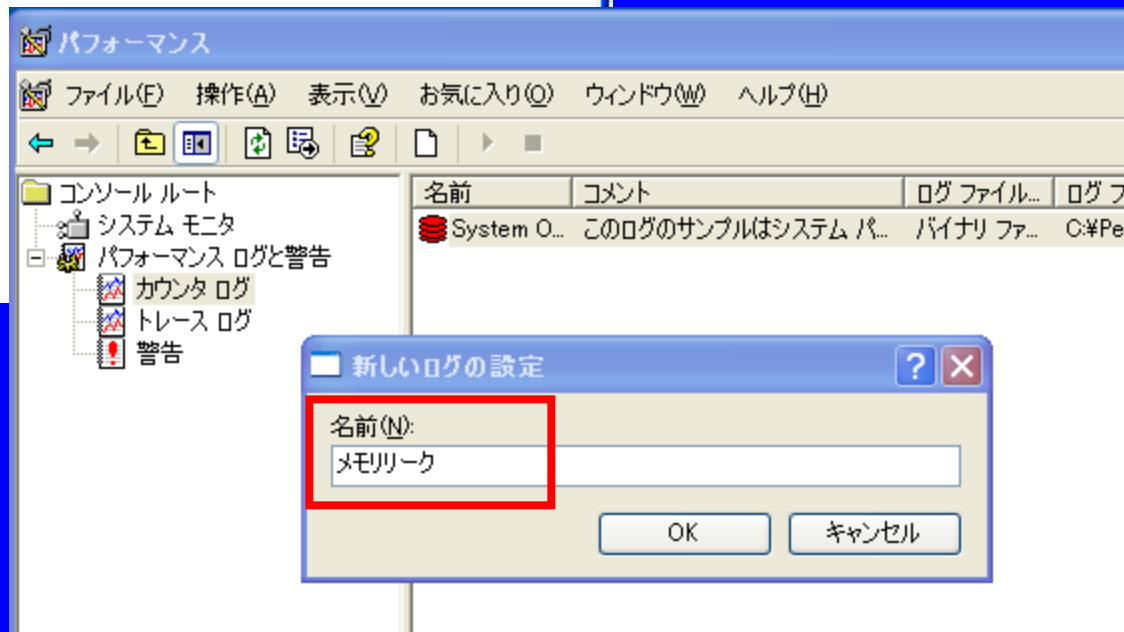 パフォーマンス
ファイル(F) 操作(A) 表示(V) お気に入り(O) ウィンドウ(W) ヘルプ(H)
コンソール ルート
システム モニタ
パフォーマンス ログと警告
カウンタ ログ
トレース ログ
警告
名前 コメント ログ ファイル... ログ フ
System O... このログのサンプルはシステム パ... バイナリ ファ... C:¥Pe
新しいログの設定
名前(N):
メモリリーク
OK キャンセル